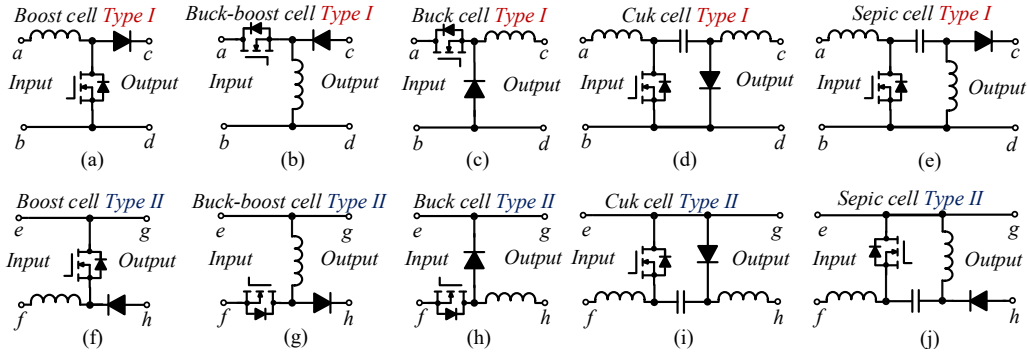 Boost cell Type I
a
c
Input
Output
b
d
(a)
Buck-boost cell Type I
a
c
Input
Output
b
d
(b)
Buck cell Type I
a
c
Input
Output
b
d
(c)
Cuk cell Type I
a
c
Input
Output
b
d
(d)
Sepic cell Type I
a
c
Input
Output
b
d
(e)
Boost cell Type II
e
g
Input
Output
f
h
(f)
Buck-boost cell Type II
e
g
Input
Output
f
h
(g)
Buck cell Type II
e
g
Input
Output
f
h
(h)
Cuk cell Type II
e
g
Input
Output
f
h
(i)
Sepic cell Type II
e
g
Input
Output
f
h
(j)